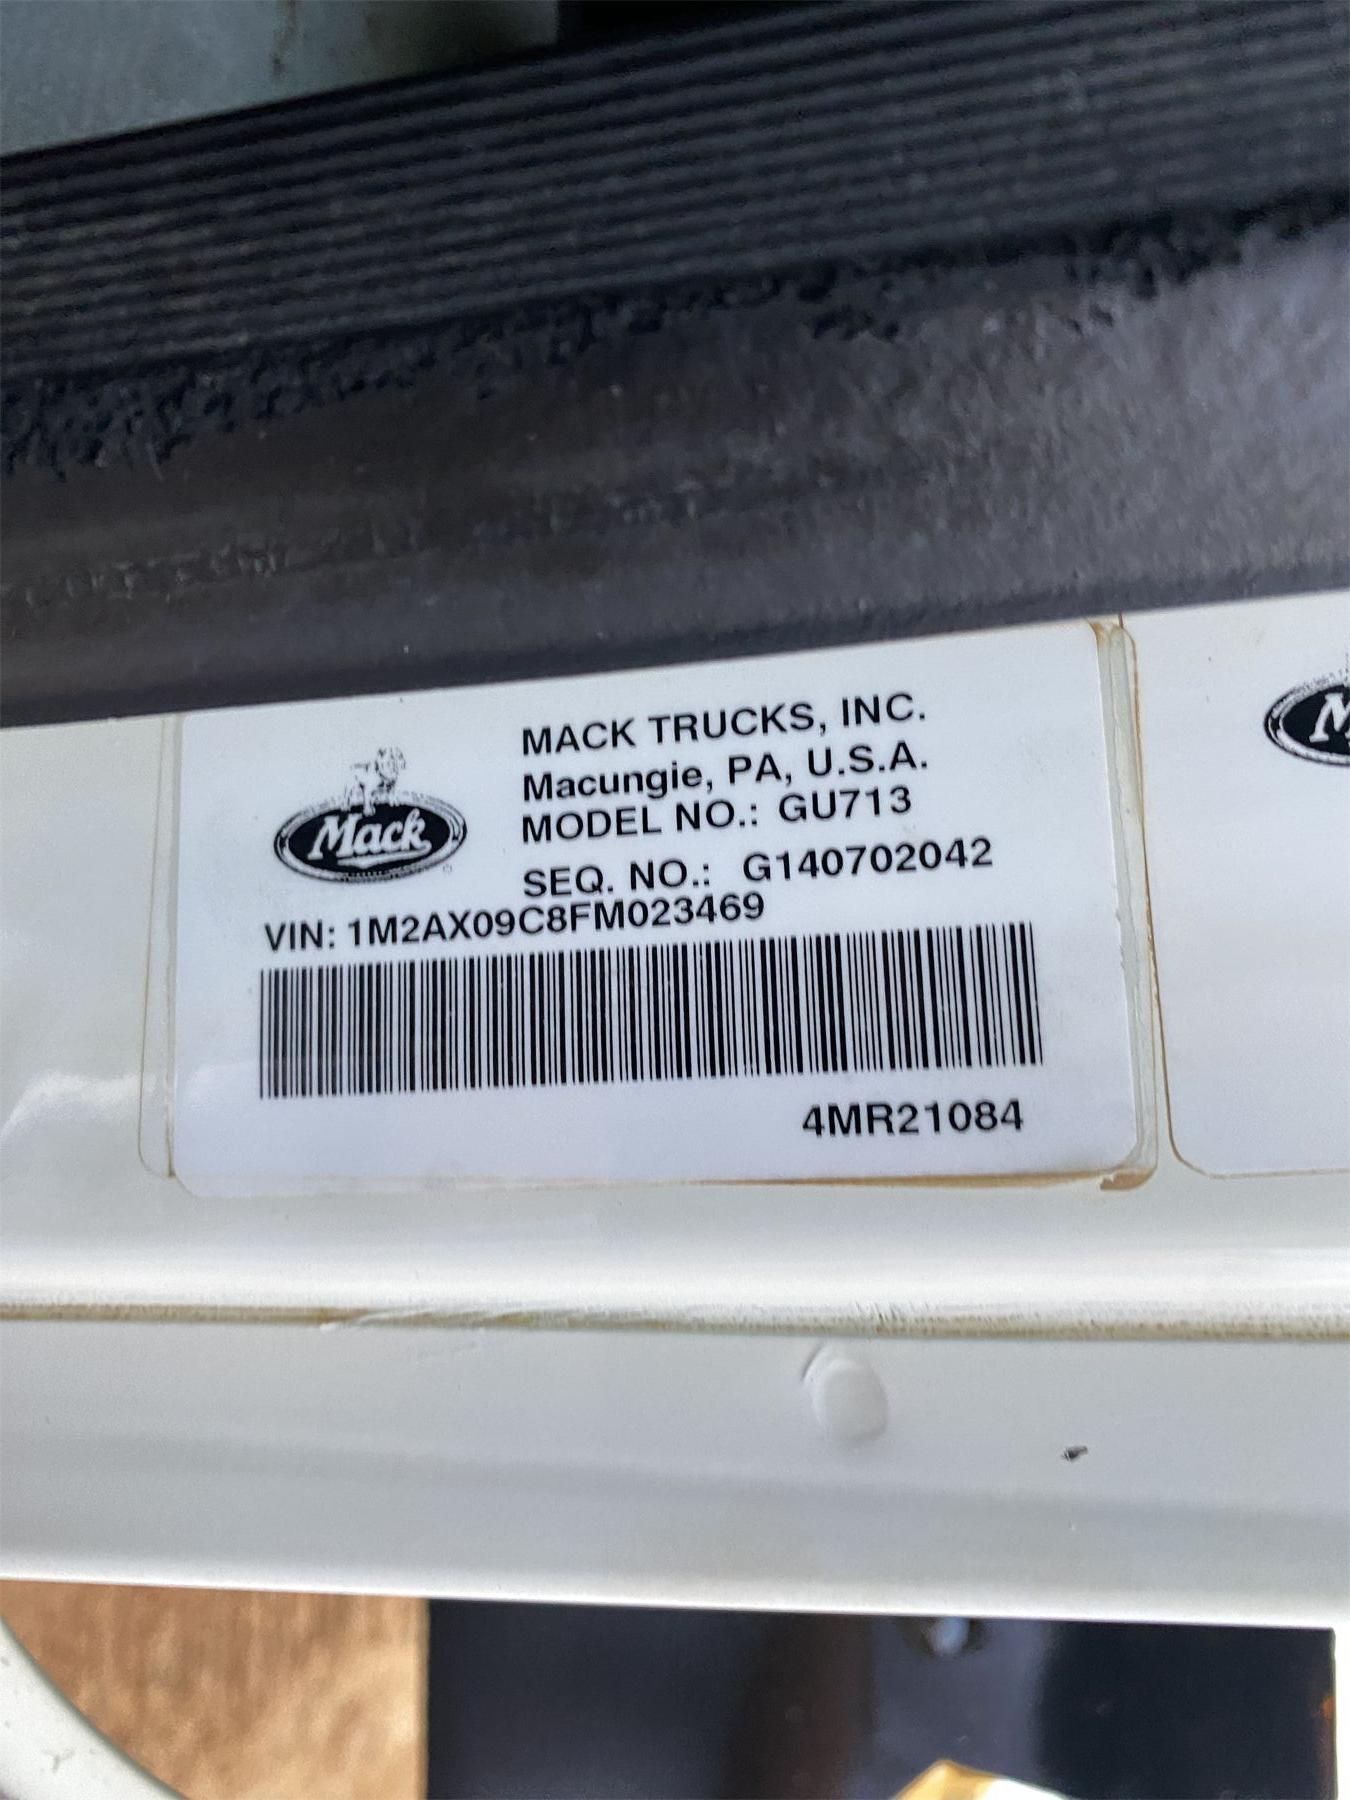 MACK TRUCKS, INC.
Macungie, PA, U.S.A.
MODEL NO.: GU713
SEQ. NO.: G140702042
Mack
VIN: 1M2AX09C8FM023469
4MR21084
M